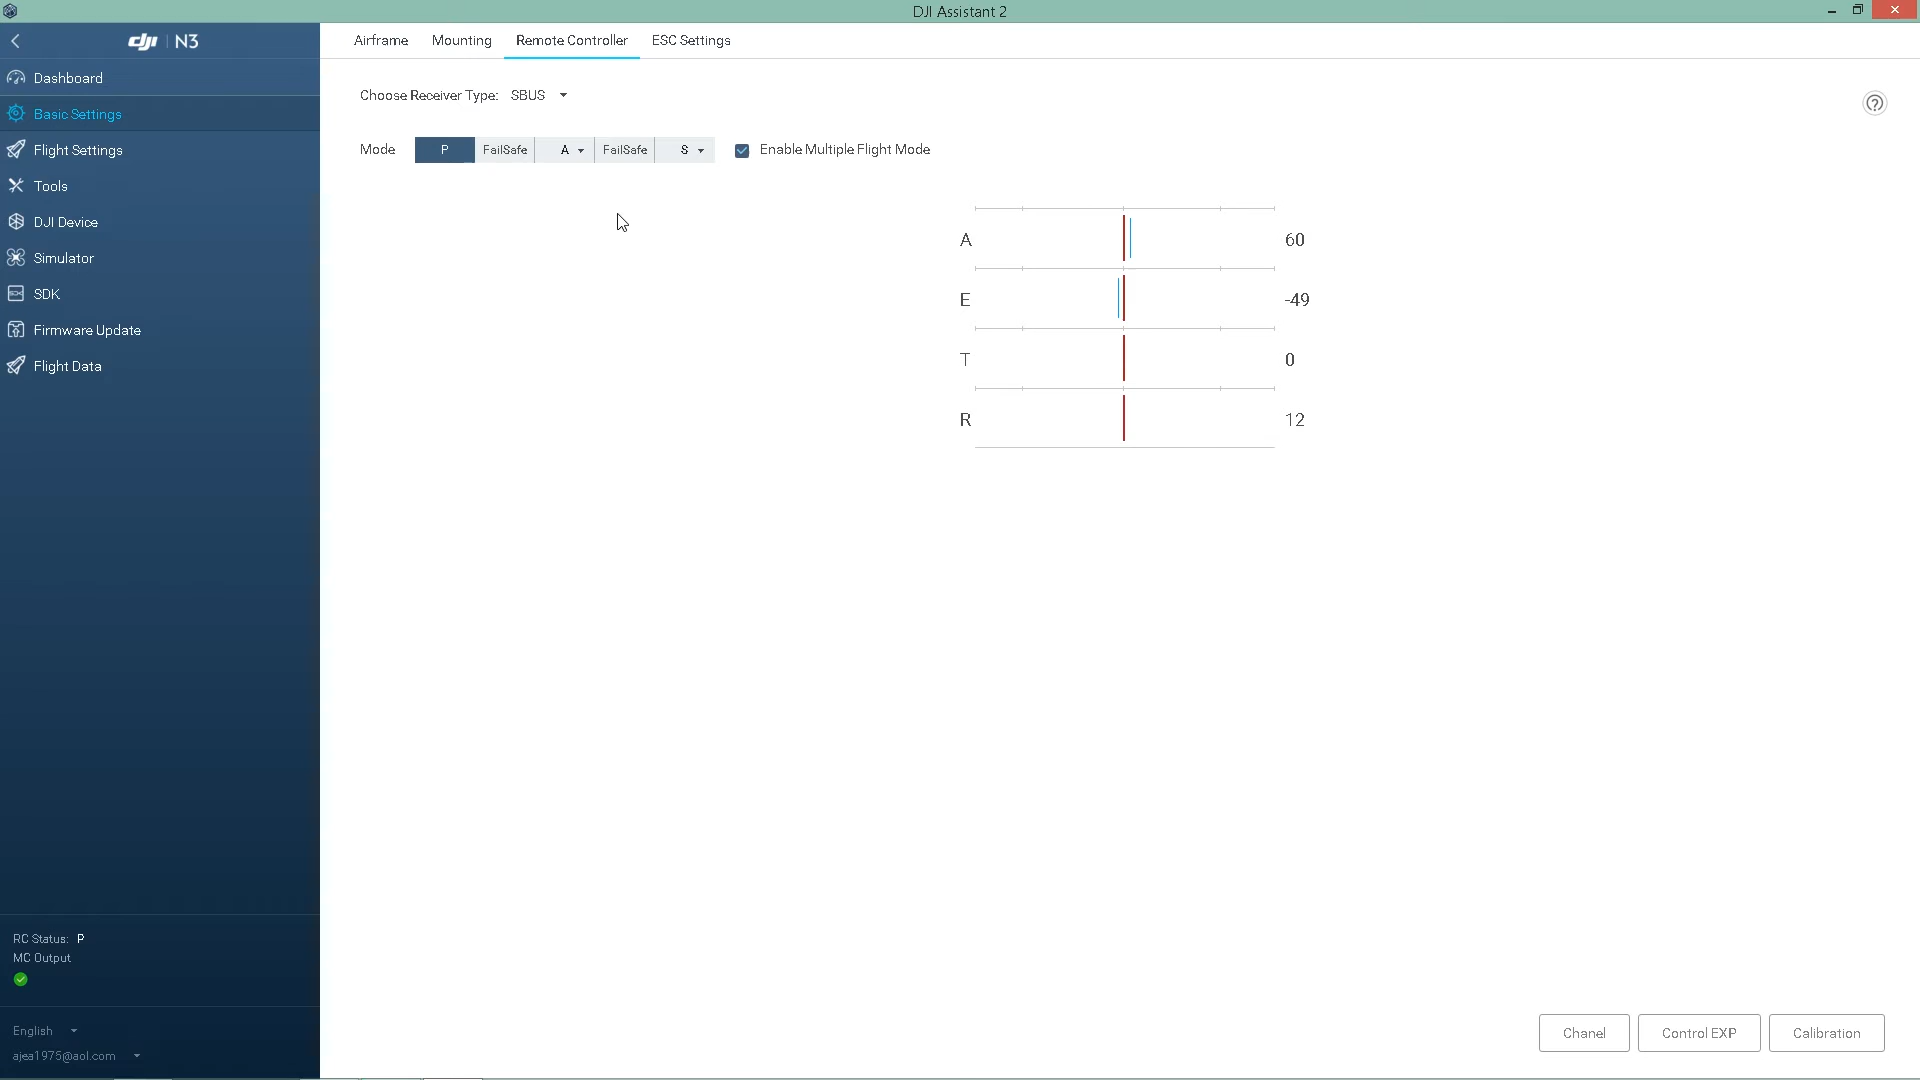 DJI Assistant 2
dji | N3
Dashboard
Basic Settings
Flight Settings
Tools
DJI Device
Simulator
SDK
Firmware Update
Flight Data
RC Status: P
MC Output
English
ajea1975@aol.com
Airframe Mounting Remote Controller ESC Settings
Choose Receiver Type: SBUS
Mode P FailSafe A FailSafe S Enable Multiple Flight Mode
A 60
E -49
T 0
R 12
Chanel Control EXP Calibration